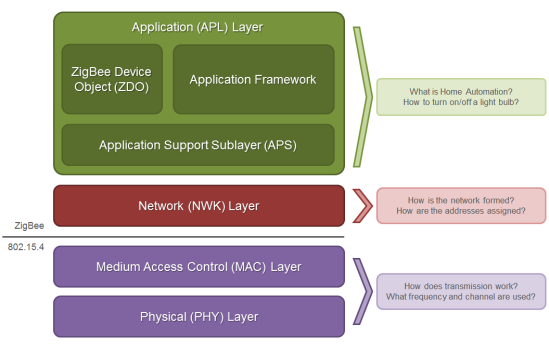 Application (APL) Layer
ZigBee Device
Object (ZDO)
Application Framework
Application Support Sublayer (APS)
What is Home Automation?
How to turn on/off a light bulb?
Network (NWK) Layer
How is the network formed?
How are the addresses assigned?
ZigBee
802.15.4
Medium Access Control (MAC) Layer
How does transmission work?
What frequency and channel are used?
Physical (PHY) Layer